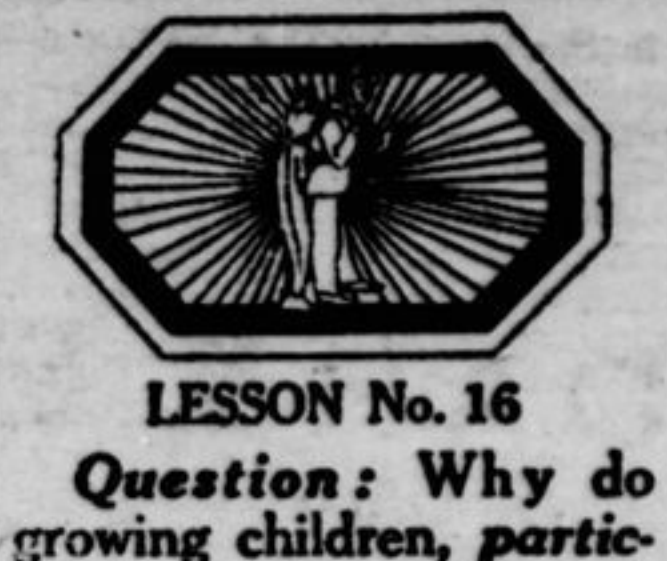 LESSON No. 16
Question: Why do
growing children, partic-